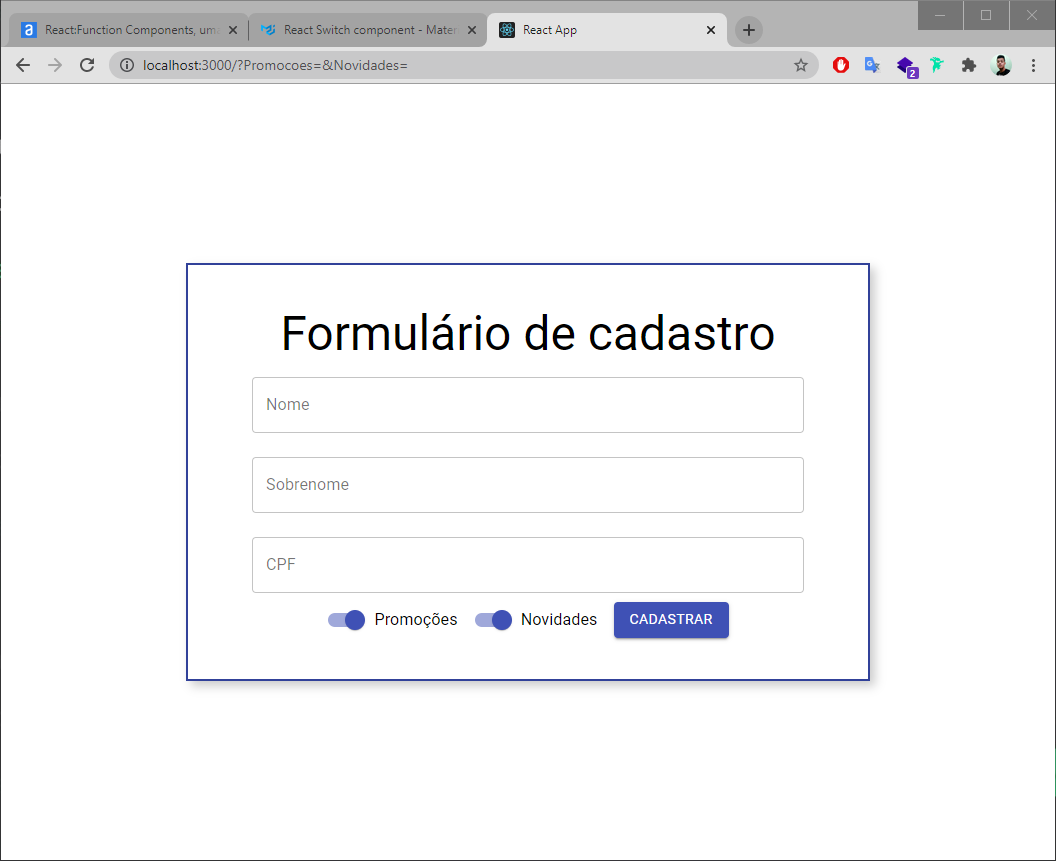 React:Function Components, um
React Switch component - Mater
React App
localhost:3000/?Promocoes=&Novidades=
2
Formulário de cadastro
Nome
Sobrenome
CPF
Promoções Novidades CADASTRAR